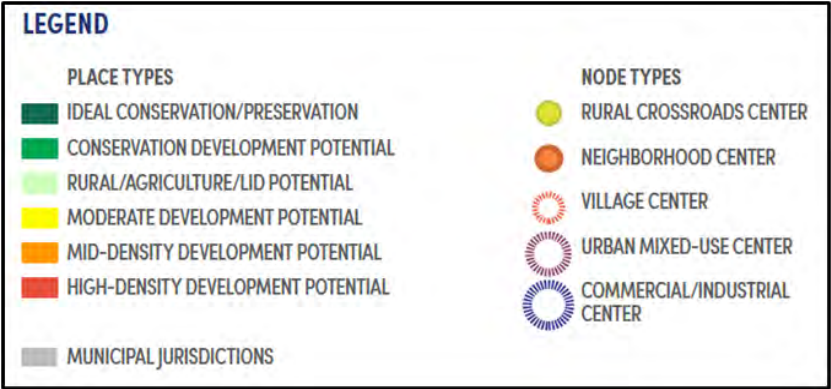 LEGEND
PLACE TYPES
IDEAL CONSERVATION/PRESERVATION
CONSERVATION DEVELOPMENT POTENTIAL
RURAL/AGRICULTURE/LID POTENTIAL
MODERATE DEVELOPMENT POTENTIAL
MID-DENSITY DEVELOPMENT POTENTIAL
HIGH-DENSITY DEVELOPMENT POTENTIAL
MUNICIPAL JURISDICTIONS
NODE TYPES
RURAL CROSSROADS CENTER
NEIGHBORHOOD CENTER
VILLAGE CENTER
URBAN MIXED-USE CENTER
COMMERCIAL/INDUSTRIAL
CENTER